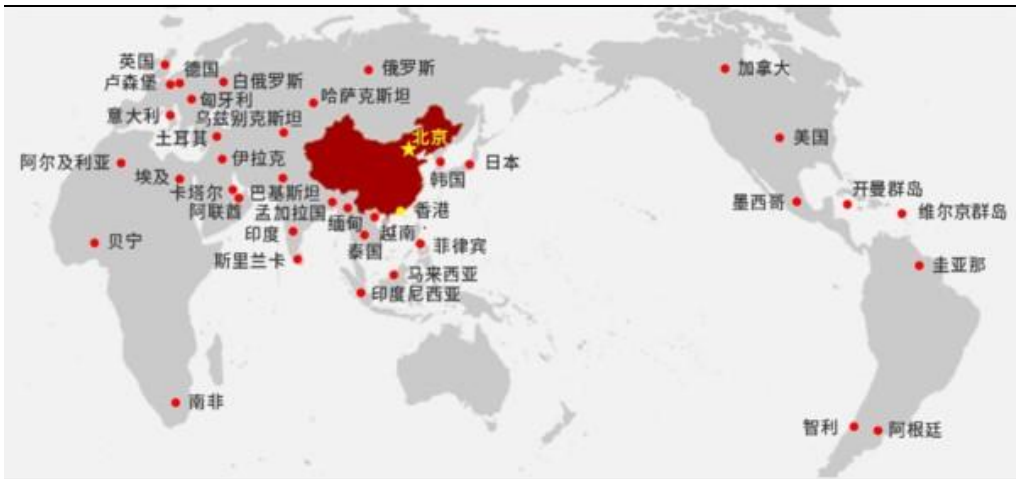 英国
德国
俄罗斯
加拿大
卢森堡
白俄罗斯
匈牙利
哈萨克斯坦
意大利
乌兹别克斯坦
土耳其
北京
美国
阿尔及利亚
伊拉克
日本
埃及
韩国
卡塔尔
巴基斯坦
开曼群岛
阿联酋
孟加拉国
香港
墨西哥
维尔京群岛
缅甸
印度
越南
贝宁
泰国
菲律宾
斯里兰卡
马来西亚
圭亚那
印度尼西亚
南非
智利
阿根廷